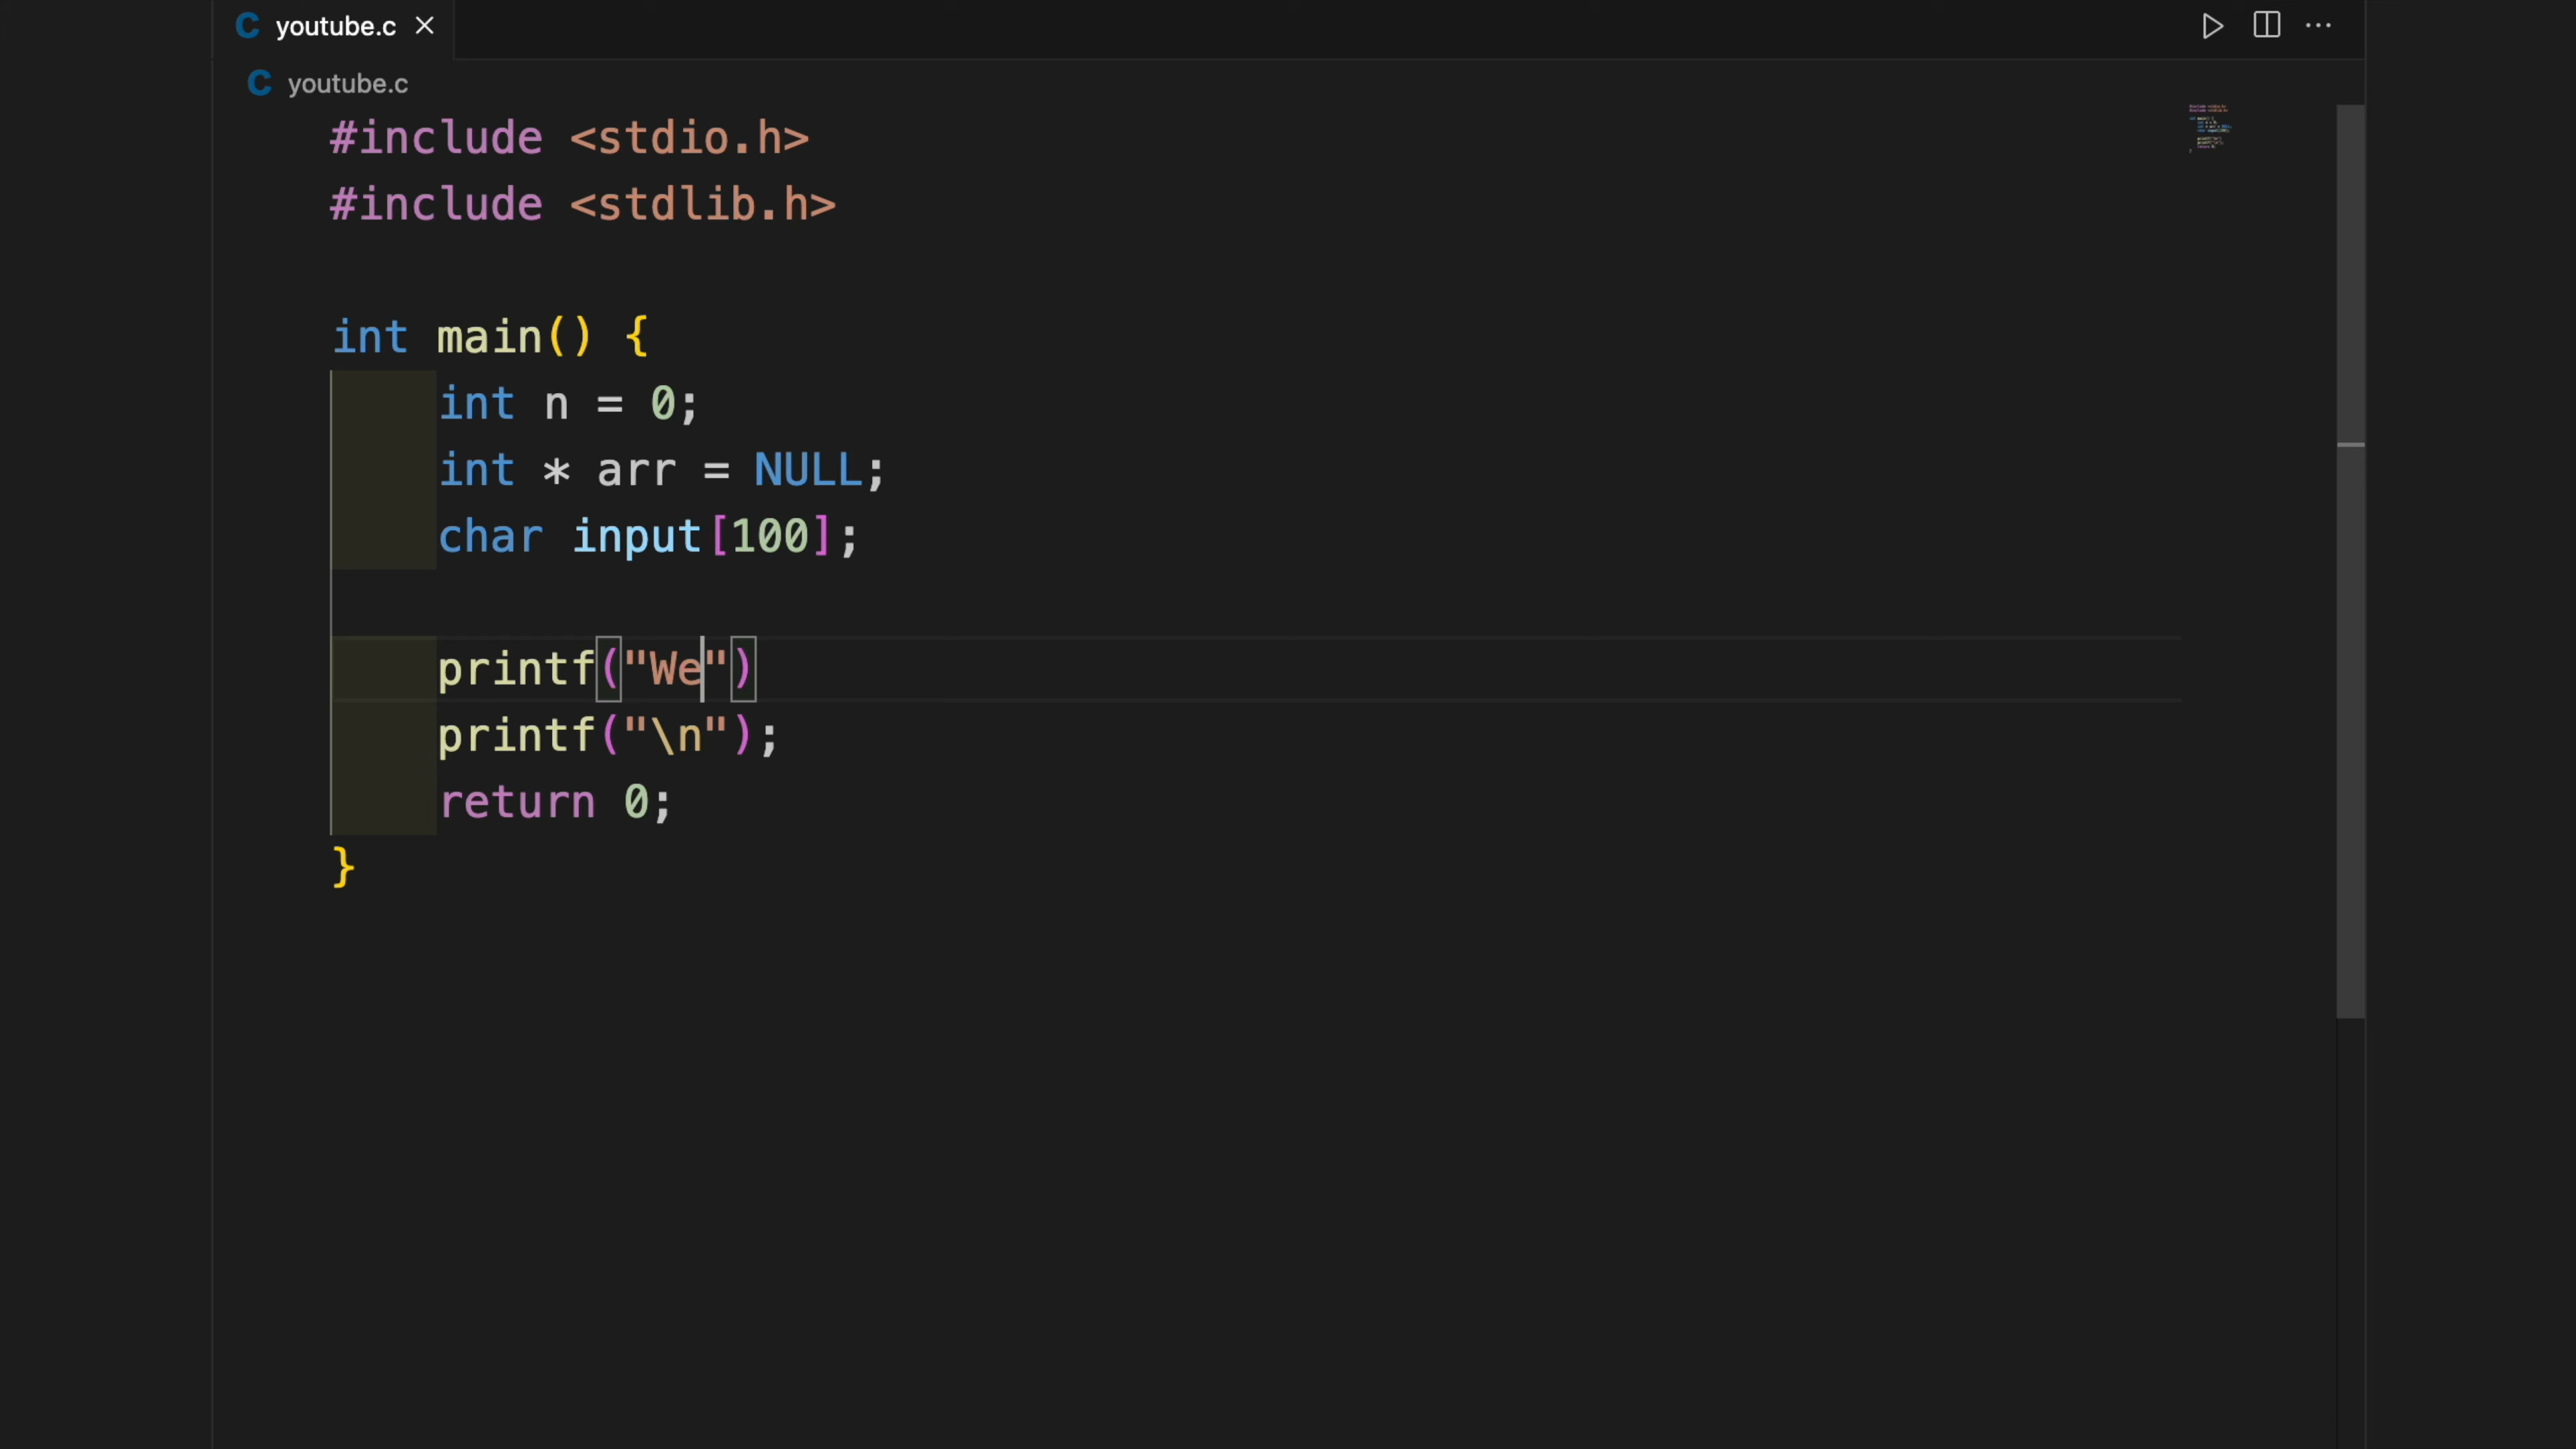 youtube.c
youtube.c
#include <stdio.h>
#include <stdlib.h>
int main() {
int n = 0;
int * arr = NULL;
char input[100];
printf("We")
printf("\n");
return 0;
}